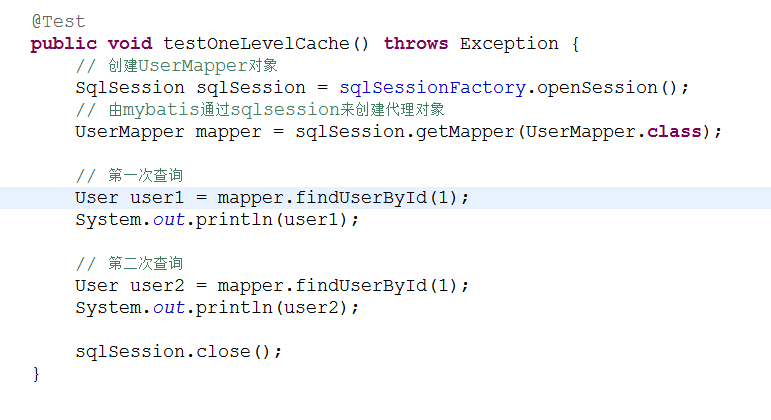 @Test
public void testOneLevelCache() throws Exception {
    // 创建UserMapper对象
    SqlSession sqlSession = sqlSessionFactory.openSession();
    // 由mybatis通过sqlsession来创建代理对象
    UserMapper mapper = sqlSession.getMapper(UserMapper.class);

    // 第一次查询
    User user1 = mapper.findUserById(1);
    System.out.println(user1);

    // 第二次查询
    User user2 = mapper.findUserById(1);
    System.out.println(user2);

    sqlSession.close();
}